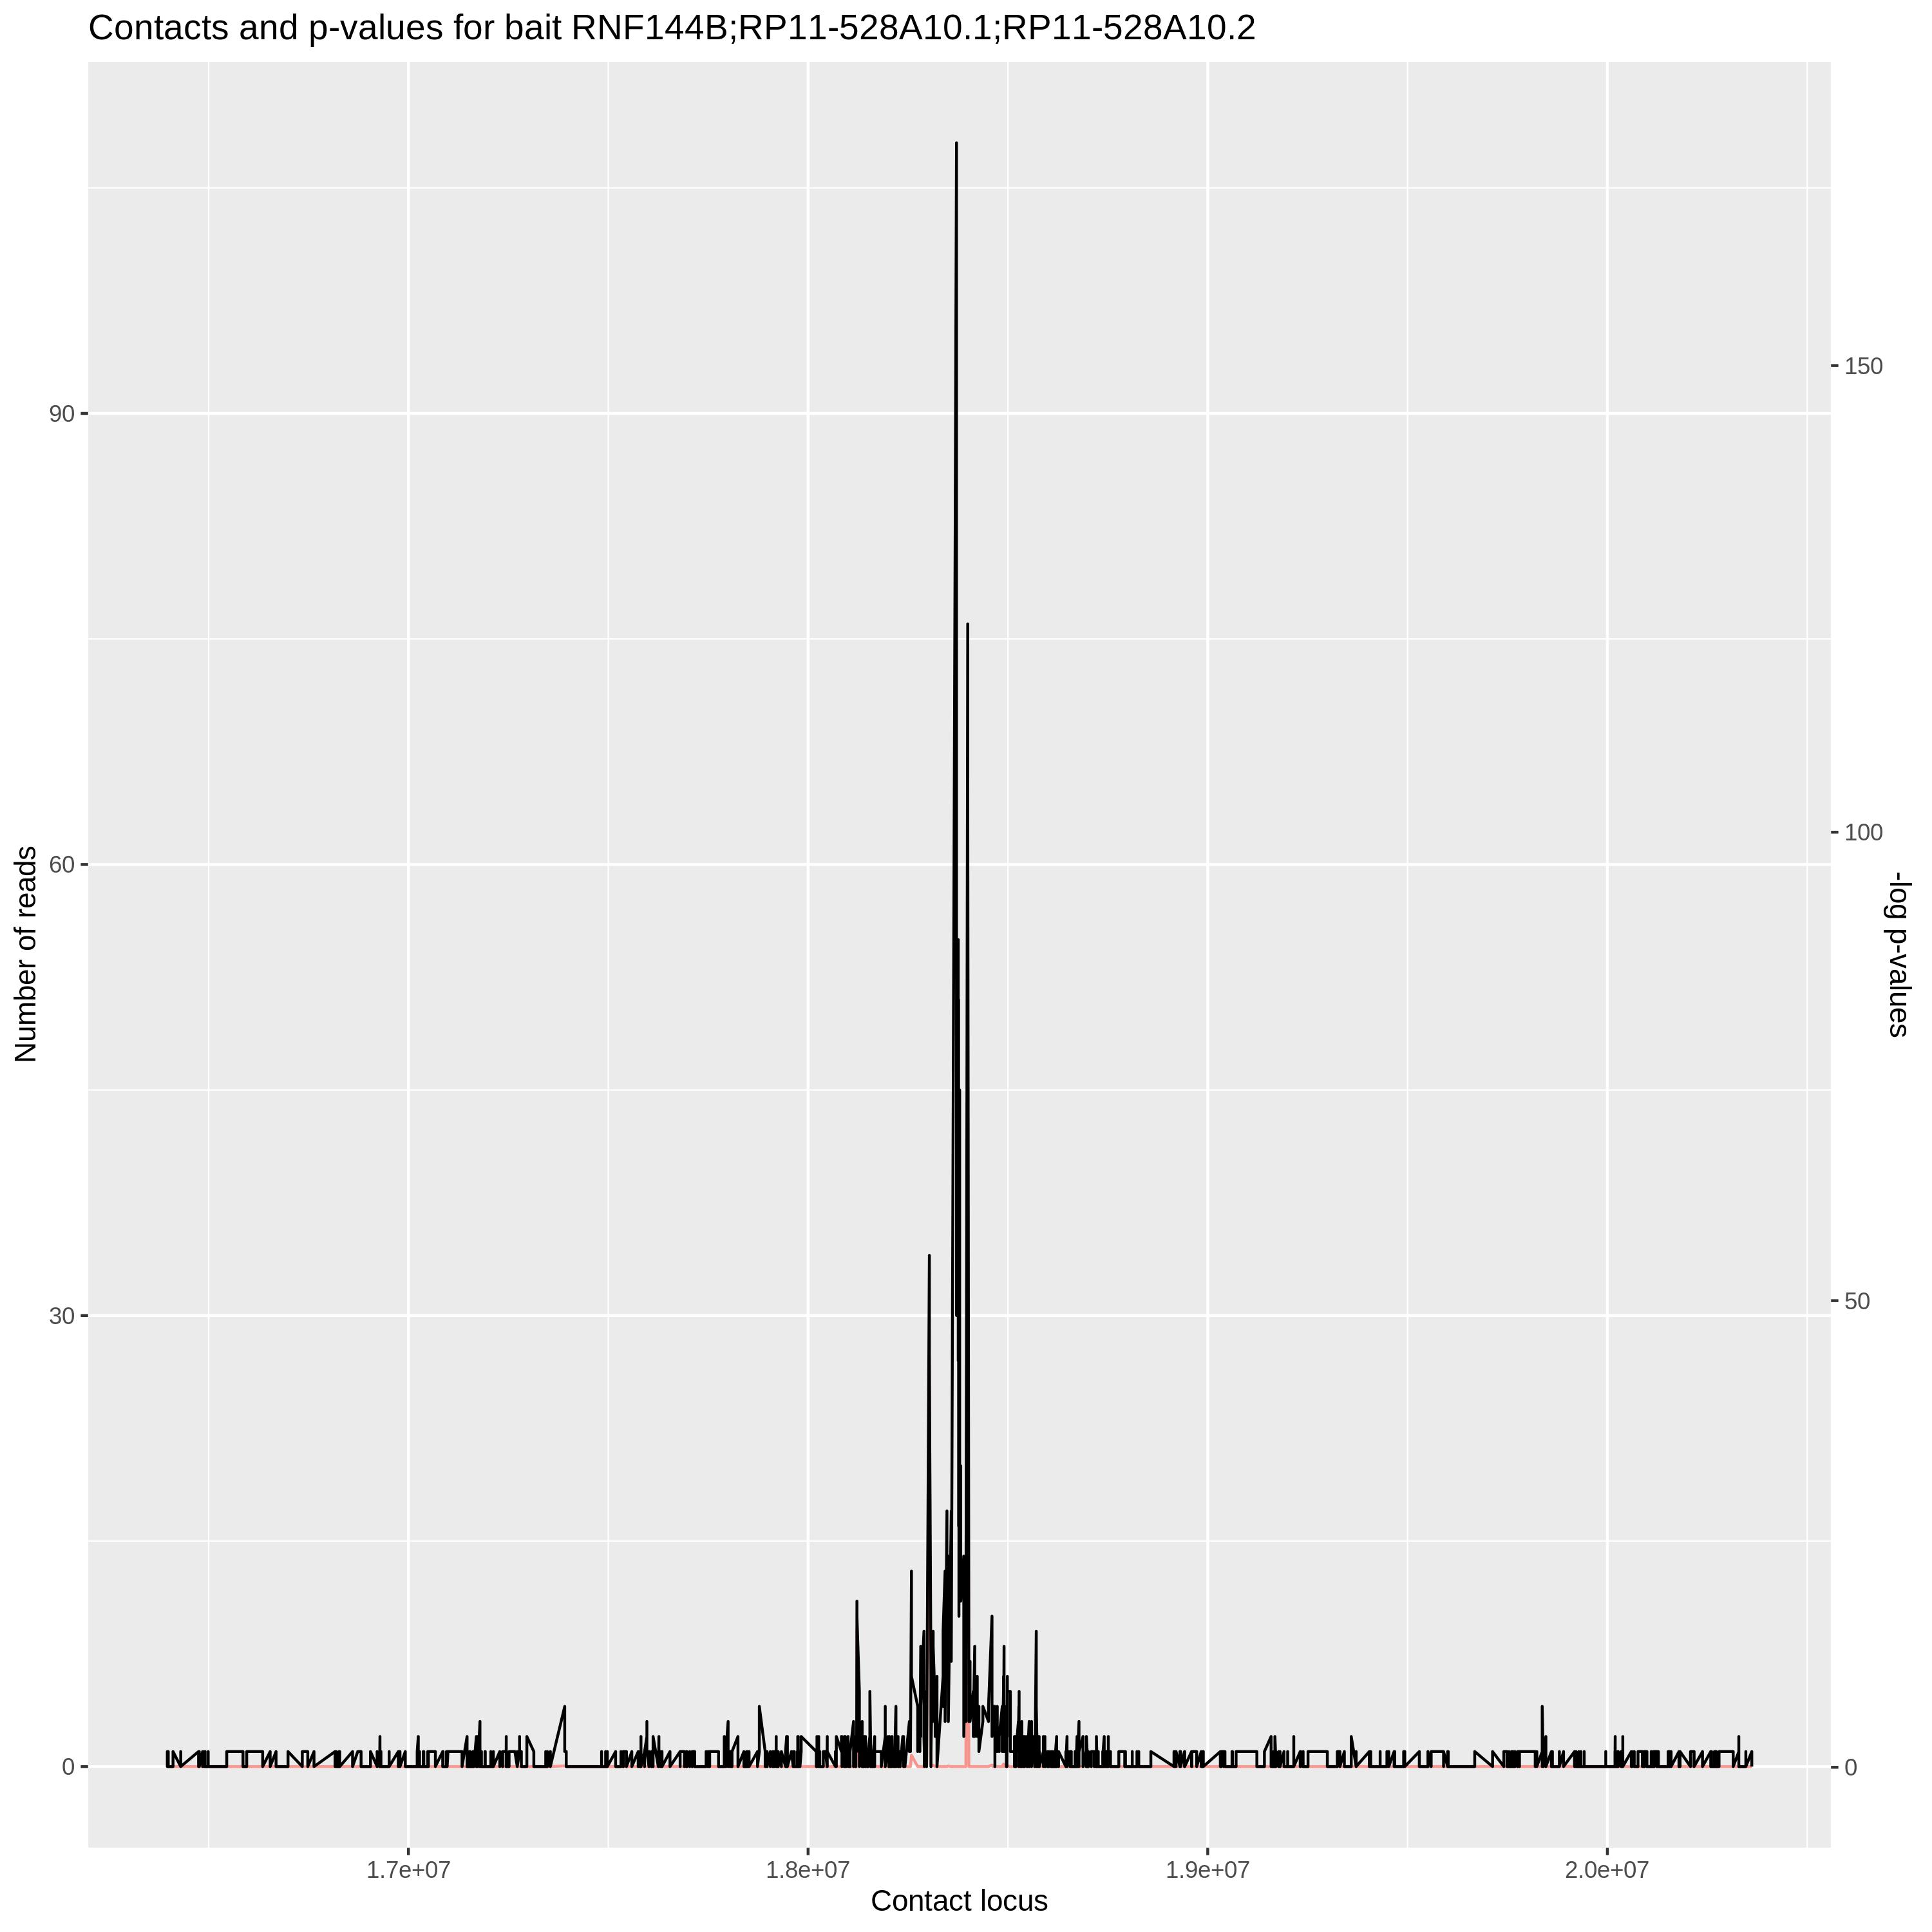 Contacts and p-values for bait RNF144B;RP11-528A10.1;RP11-528A10.2
Number of reads
90
60
30
0
150
100
50
0
-log p-values
1.7e+07 1.8e+07 1.9e+07 2.0e+07
Contact locus